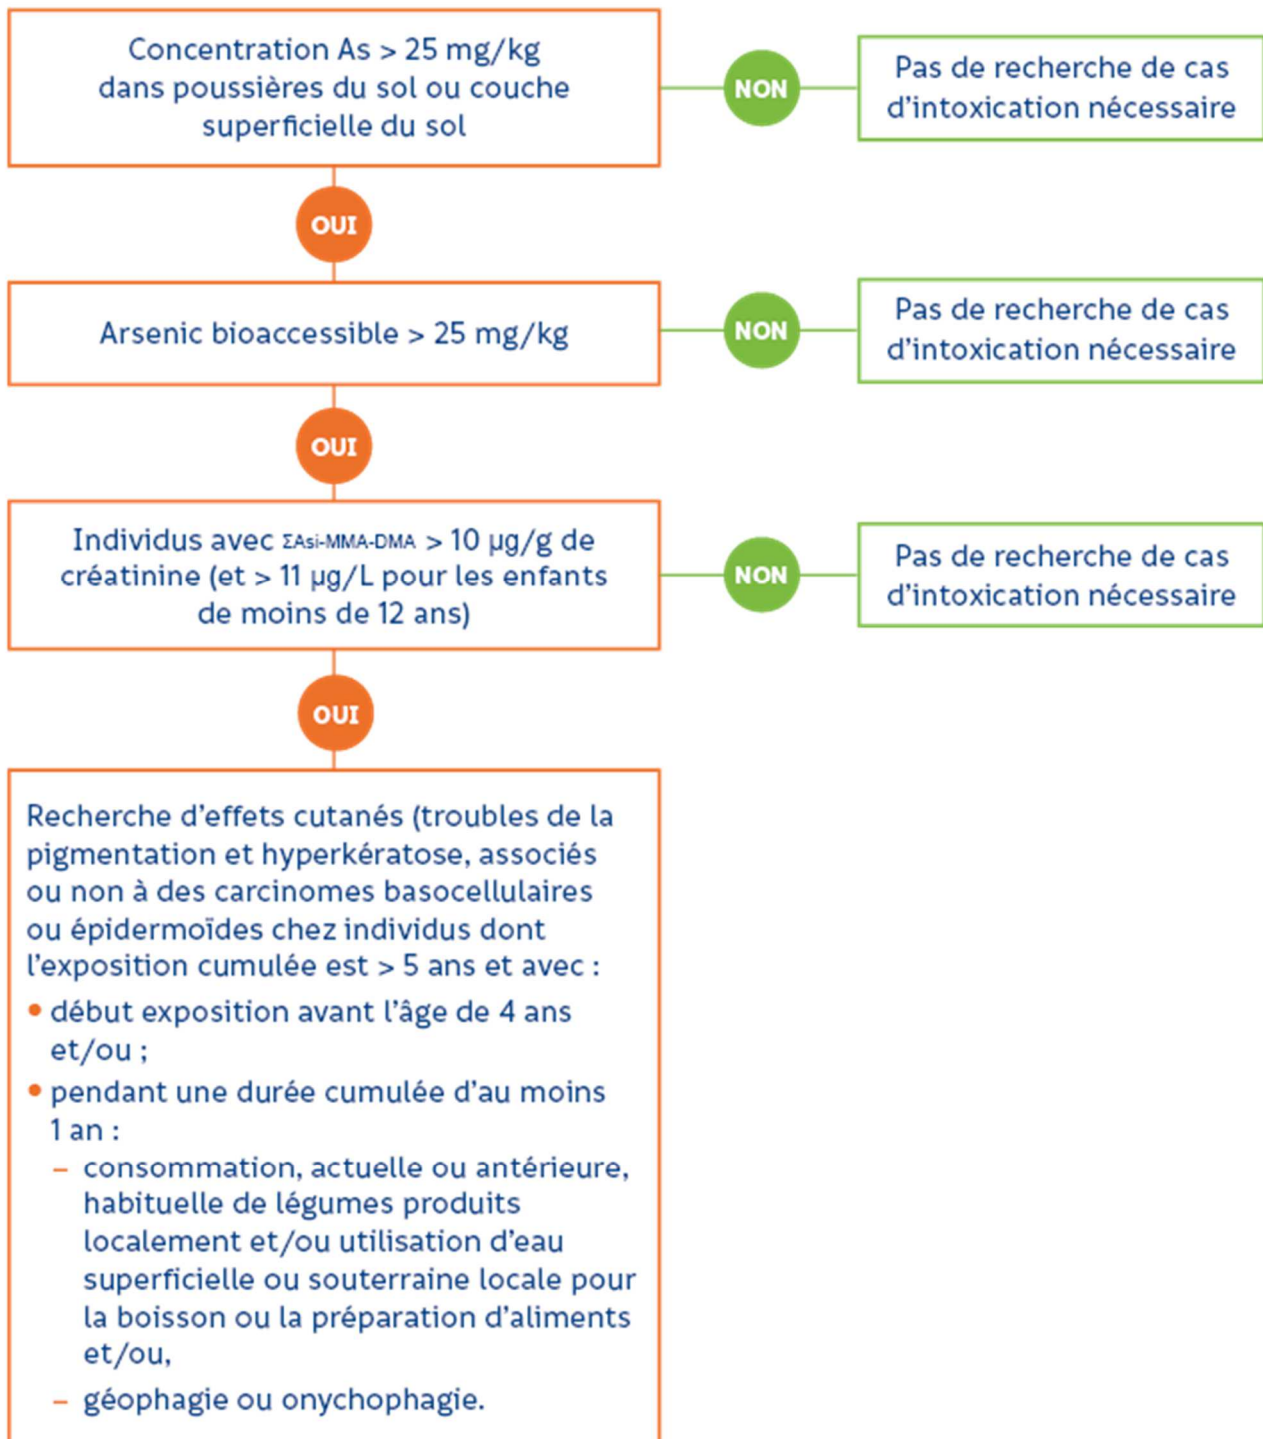 Concentration As > 25 mg/kg
dans poussières du sol ou couche
superficielle du sol
NON
Pas de recherche de cas
d'intoxication nécessaire
OUI
Arsenic bioaccessible > 25 mg/kg
NON
Pas de recherche de cas
d'intoxication nécessaire
OUI
Individus avec ΣAsi-MMA-DMA > 10 µg/g de
créatinine (et > 11 µg/L pour les enfants
de moins de 12 ans)
NON
Pas de recherche de cas
d'intoxication nécessaire
OUI
Recherche d'effets cutanés (troubles de la
pigmentation et hyperkératose, associés
ou non à des carcinomes basocellulaires
ou épidermoïdes chez individus dont
l'exposition cumulée est > 5 ans et avec :
• début exposition avant l'âge de 4 ans
et/ou ;
• pendant une durée cumulée d'au moins
1 an :
– consommation, actuelle ou antérieure,
habituelle de légumes produits
localement et/ou utilisation d'eau
superficielle ou souterraine locale pour
la boisson ou la préparation d'aliments
et/ou,
– géophagie ou onychophagie.